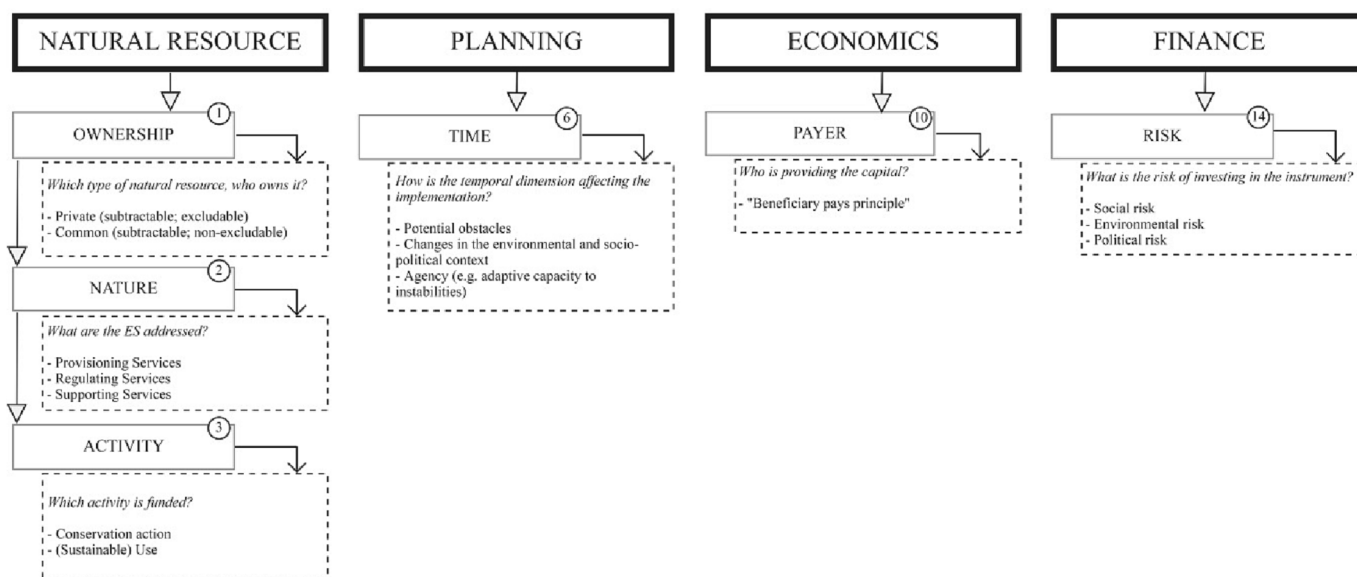 NATURAL RESOURCE
1
OWNERSHIP
Which type of natural resource, who owns it?
- Private (subtractable; excludable)
- Common (subtractable; non-excludable)
2
NATURE
What are the ES addressed?
- Provisioning Services
- Regulating Services
- Supporting Services
3
ACTIVITY
Which activity is funded?
- Conservation action
- (Sustainable) Use
PLANNING
6
TIME
How is the temporal dimension affecting the
implementation?
- Potential obstacles
- Changes in the environmental and socio-
political context
- Agency (e.g. adaptive capacity to
instabilities)
ECONOMICS
10
PAYER
Who is providing the capital?
- "Beneficiary pays principle"
FINANCE
14
RISK
What is the risk of investing in the instrument?
- Social risk
- Environmental risk
- Political risk